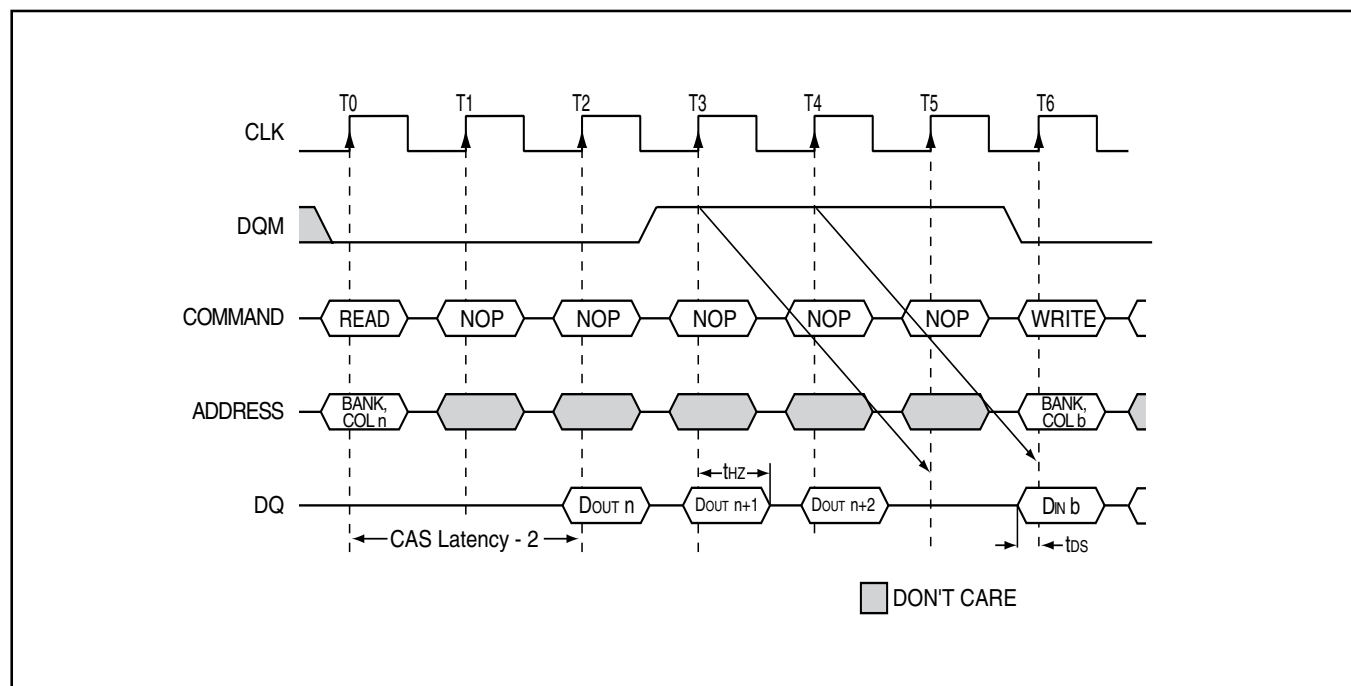 T0 T1 T2 T3 T4 T5 T6
CLK
DQM
COMMAND READ NOP NOP NOP NOP NOP WRITE
ADDRESS BANK, COL n BANK, COL b
tHZ
DQ DOUT n DOUT n+1 DOUT n+2 DIN b
CAS Latency - 2 tDS
DON'T CARE